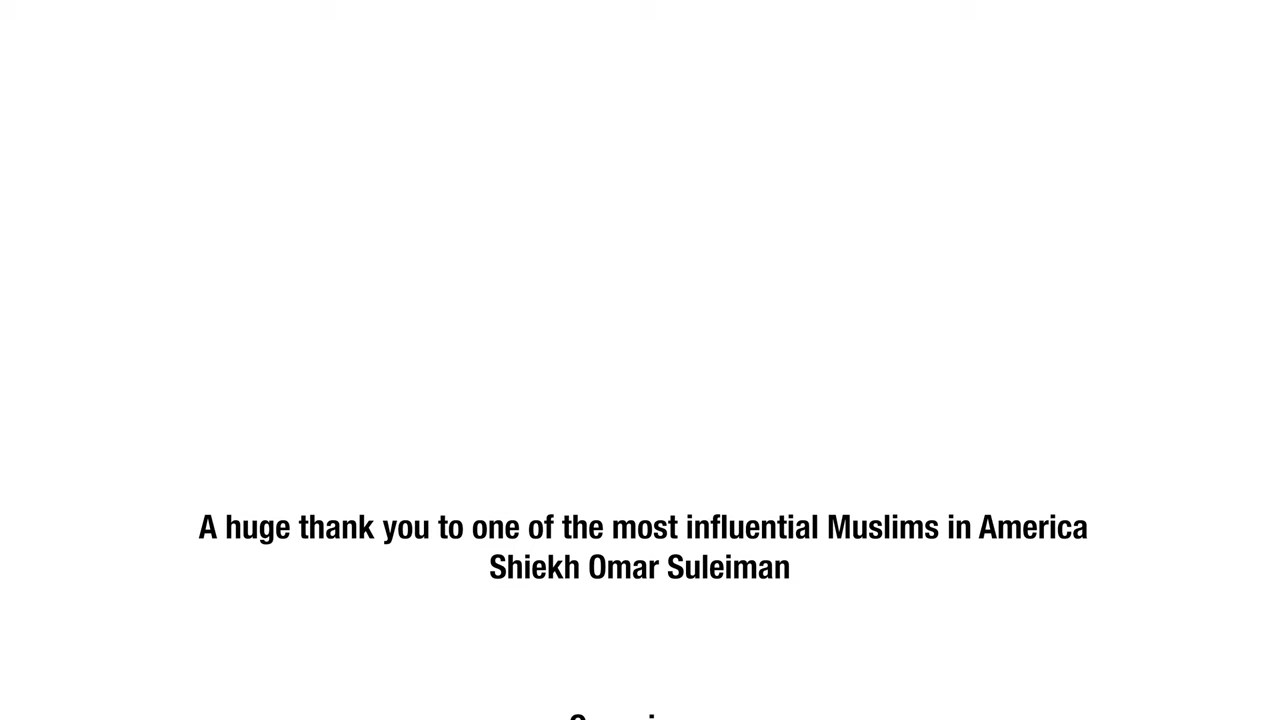 A huge thank you to one of the most influential Muslims in America
Shiekh Omar Suleiman